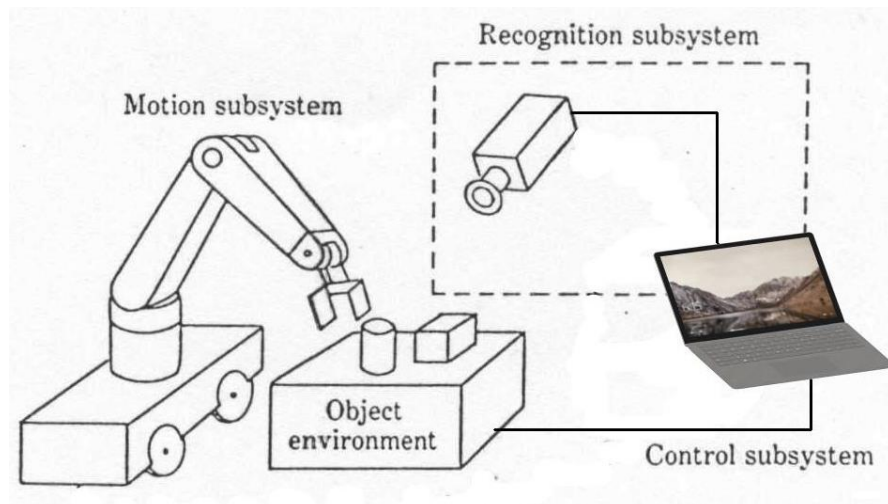 Recognition subsystem
Motion subsystem
Object
environment
Control subsystem